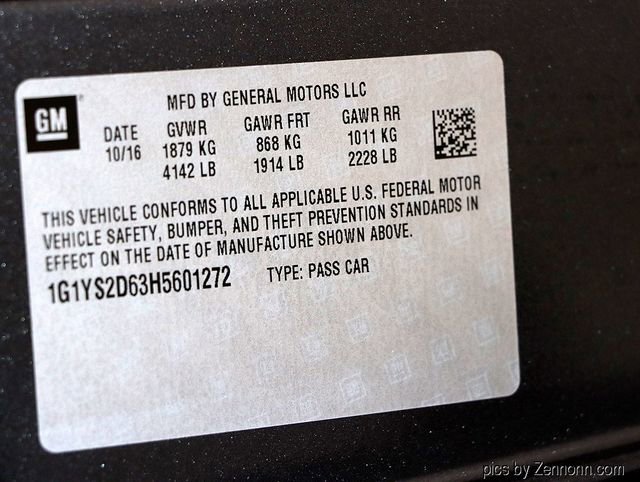 GM
MFD BY GENERAL MOTORS LLC
DATE GVWR GAWR FRT GAWR RR
10/16 1879 KG 868 KG 1011 KG
4142 LB 1914 LB 2228 LB
THIS VEHICLE CONFORMS TO ALL APPLICABLE U.S. FEDERAL MOTOR
VEHICLE SAFETY, BUMPER, AND THEFT PREVENTION STANDARDS IN
EFFECT ON THE DATE OF MANUFACTURE SHOWN ABOVE.
1G1YS2D63H5601272 TYPE: PASS CAR
pics by Zennonn.com